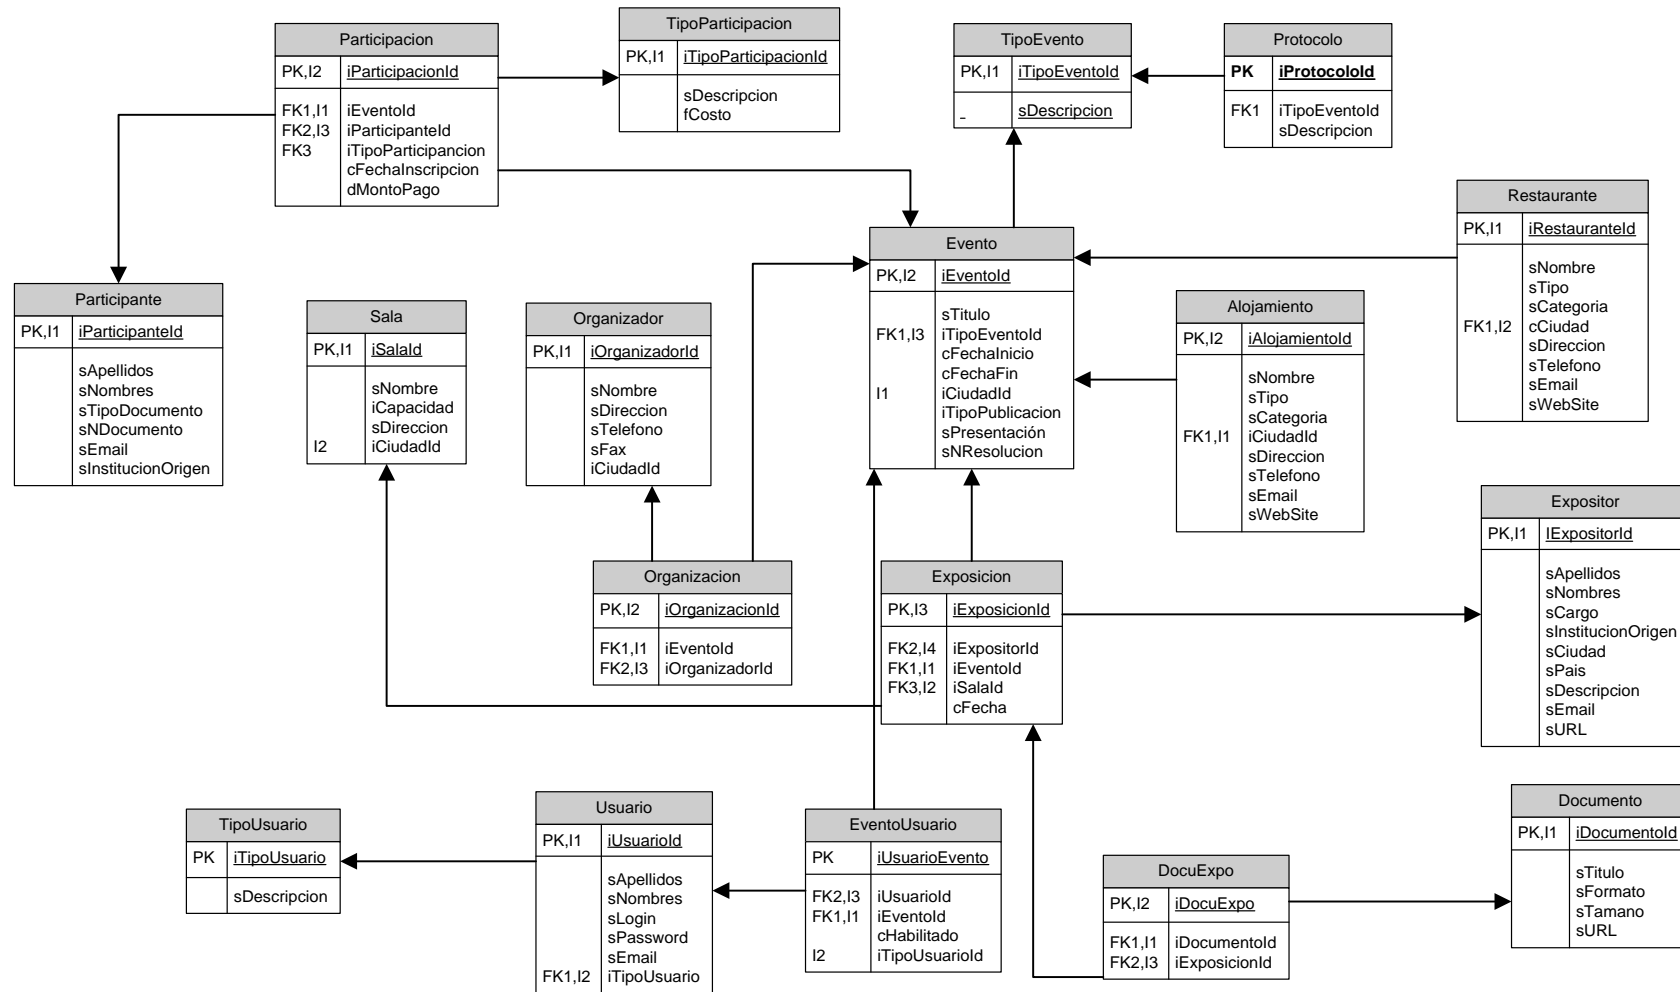 Participacion
PK,I2 iParticipacionId
FK1,I1 iEventoId
FK2,I3 iParticipanteId
FK3 iTipoParticipancion
cFechaInscripcion
dMontoPago
TipoParticipacion
PK,I1 iTipoParticipacionId
sDescripcion
fCosto
TipoEvento
PK,I1 iTipoEventoId
- sDescripcion
Protocolo
PK iProtocoloId
FK1 iTipoEventoId
sDescripcion
Restaurante
PK,I1 iRestauranteId
sNombre
sTipo
sCategoria
FK1,I2 cCiudad
sDireccion
sTelefono
sEmail
sWebSite
Evento
PK,I2 iEventoId
sTitulo
FK1,I3 iTipoEventoId
cFechaInicio
cFechaFin
I1 iCiudadId
iTipoPublicacion
sPresentación
sNResolucion
Participante
PK,I1 iParticipanteId
sApellidos
sNombres
sTipoDocumento
sNDocumento
sEmail
sInstitucionOrigen
Sala
PK,I1 iSalaId
sNombre
iCapacidad
sDireccion
I2 iCiudadId
Organizador
PK,I1 iOrganizadorId
sNombre
sDireccion
sTelefono
sFax
iCiudadId
Alojamiento
PK,I2 iAlojamientoId
sNombre
sTipo
sCategoria
FK1,I1 iCiudadId
sDireccion
sTelefono
sEmail
sWebSite
Expositor
PK,I1 IExpositorId
sApellidos
sNombres
sCargo
sInstitucionOrigen
sCiudad
sPais
sDescripcion
sEmail
sURL
Organizacion
PK,I2 iOrganizacionId
FK1,I1 iEventoId
FK2,I3 iOrganizadorId
Exposicion
PK,I3 iExposicionId
FK2,I4 iExpositorId
FK1,I1 iEventoId
FK3,I2 iSalaId
cFecha
TipoUsuario
PK iTipoUsuario
sDescripcion
Usuario
PK,I1 iUsuarioId
sApellidos
sNombres
sLogin
sPassword
sEmail
FK1,I2 iTipoUsuario
EventoUsuario
PK iUsuarioEvento
FK2,I3 iUsuarioId
FK1,I1 iEventoId
cHabilitado
I2 iTipoUsuarioId
DocuExpo
PK,I2 iDocuExpo
FK1,I1 iDocumentoId
FK2,I3 iExposicionId
Documento
PK,I1 iDocumentoId
sTitulo
sFormato
sTamano
sURL